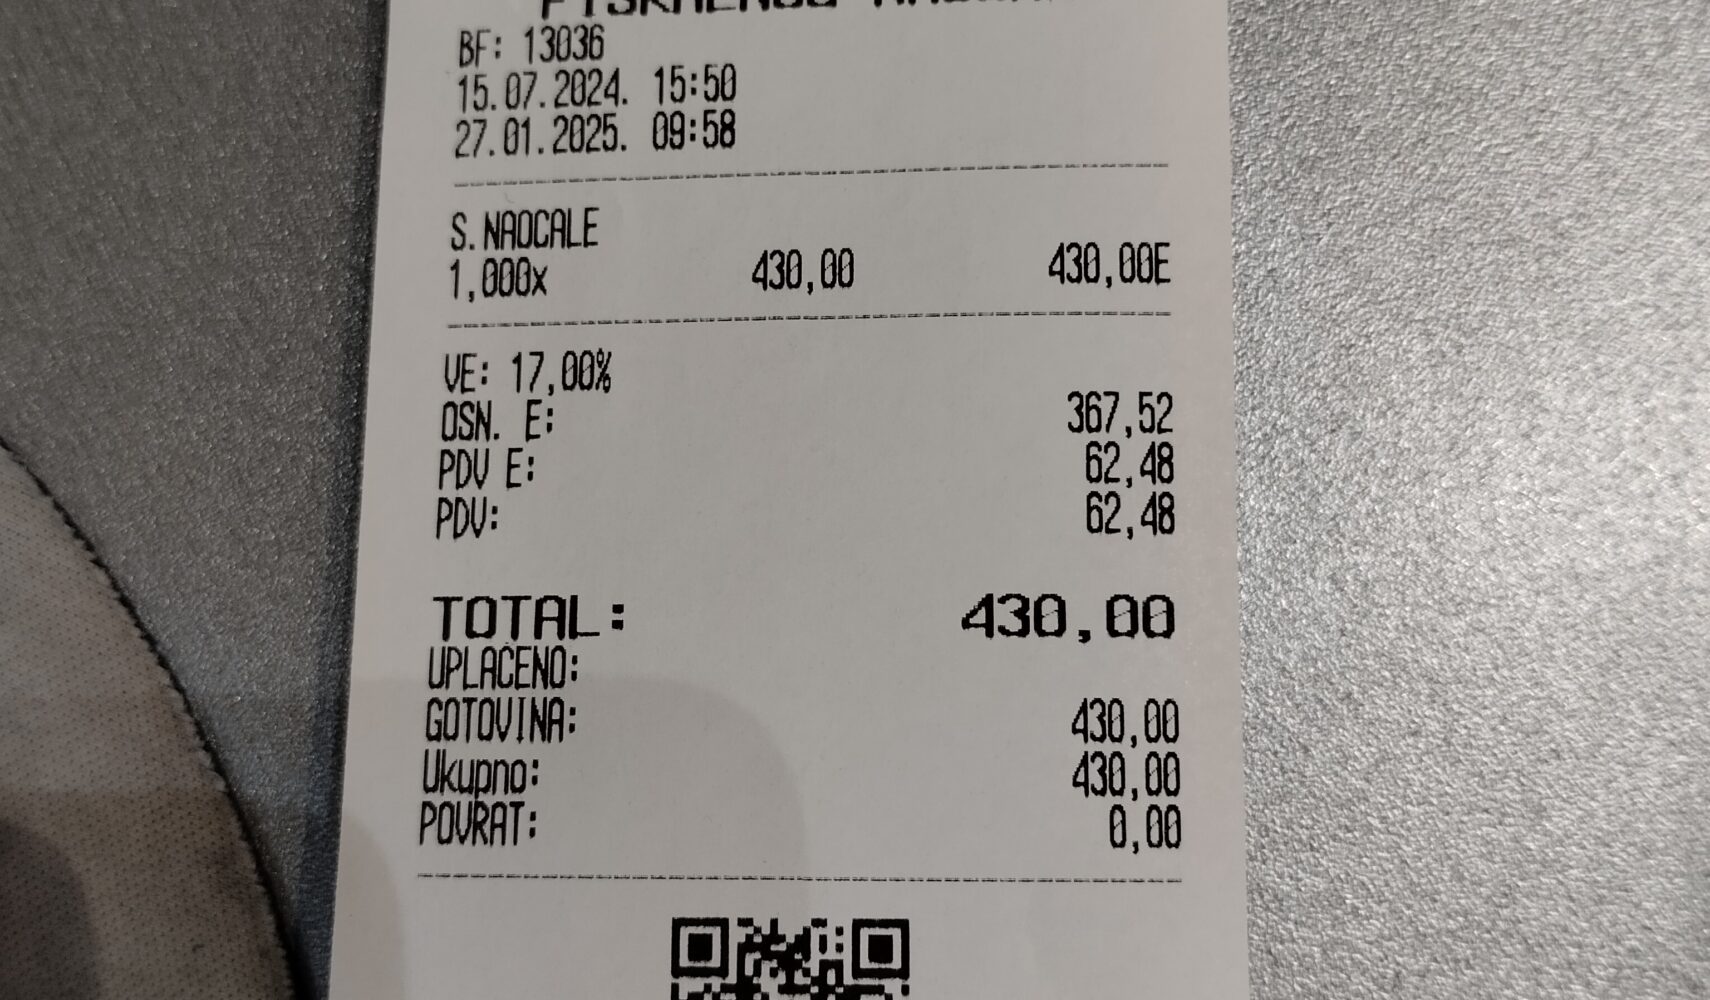 BF: 13036
15.07.2024. 15:50
27.01.2025. 09:58
S.NAOCALE
1,000x 430,00 430,00E
VE: 17,00%
OSN. E: 367,52
PDV E: 62,48
PDV: 62,48
TOTAL: 430,00
UPLAĆENO:
GOTOVINA: 430,00
Ukupno: 430,00
POVRAT: 0,00